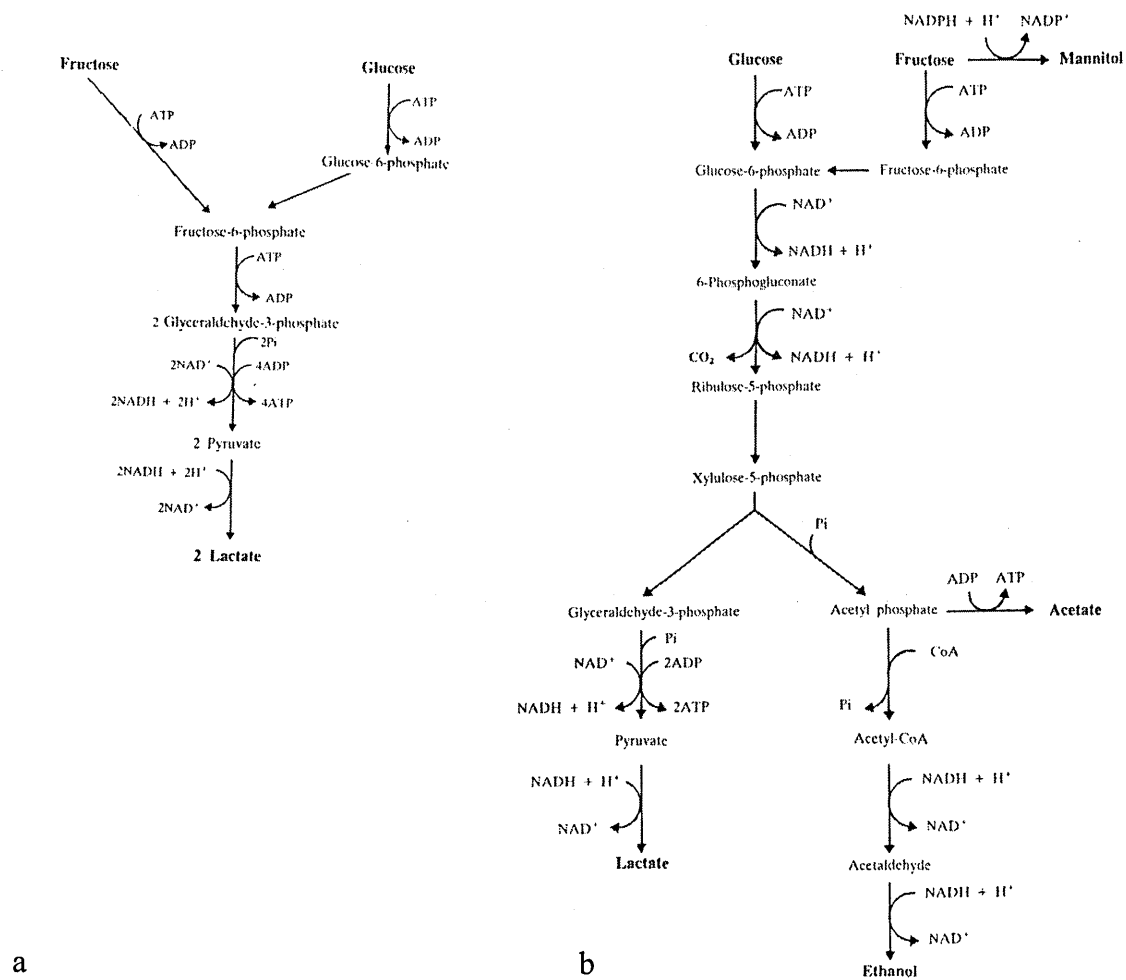 Fructose
Glucose
ATP
ADP
ATP
ADP
Glucose-6-phosphate
Fructose-6-phosphate
ATP
ADP
2 Glyceraldehyde-3-phosphate
2Pi
2NAD⁺
4ADP
2NADH + 2H⁺
4ATP
2 Pyruvate
2NADH + 2H⁺
2NAD⁺
2 Lactate
a
NADPH + H⁺
NADP⁺
Glucose
Fructose
Mannitol
ATP
ADP
ATP
ADP
Glucose-6-phosphate
Fructose-6-phosphate
NAD⁺
NADH + H⁺
6-Phosphogluconate
NAD⁺
CO₂
NADH + H⁺
Ribulose-5-phosphate
Xylulose-5-phosphate
Pi
Glyceraldehyde-3-phosphate
Acetyl phosphate
ADP
ATP
Acetate
Pi
NAD⁺
2ADP
NADH + H⁺
2ATP
Pyruvate
NADH + H⁺
NAD⁺
Lactate
CoA
Pi
Acetyl-CoA
NADH + H⁺
NAD⁺
Acetaldehyde
NADH + H⁺
NAD⁺
Ethanol
b